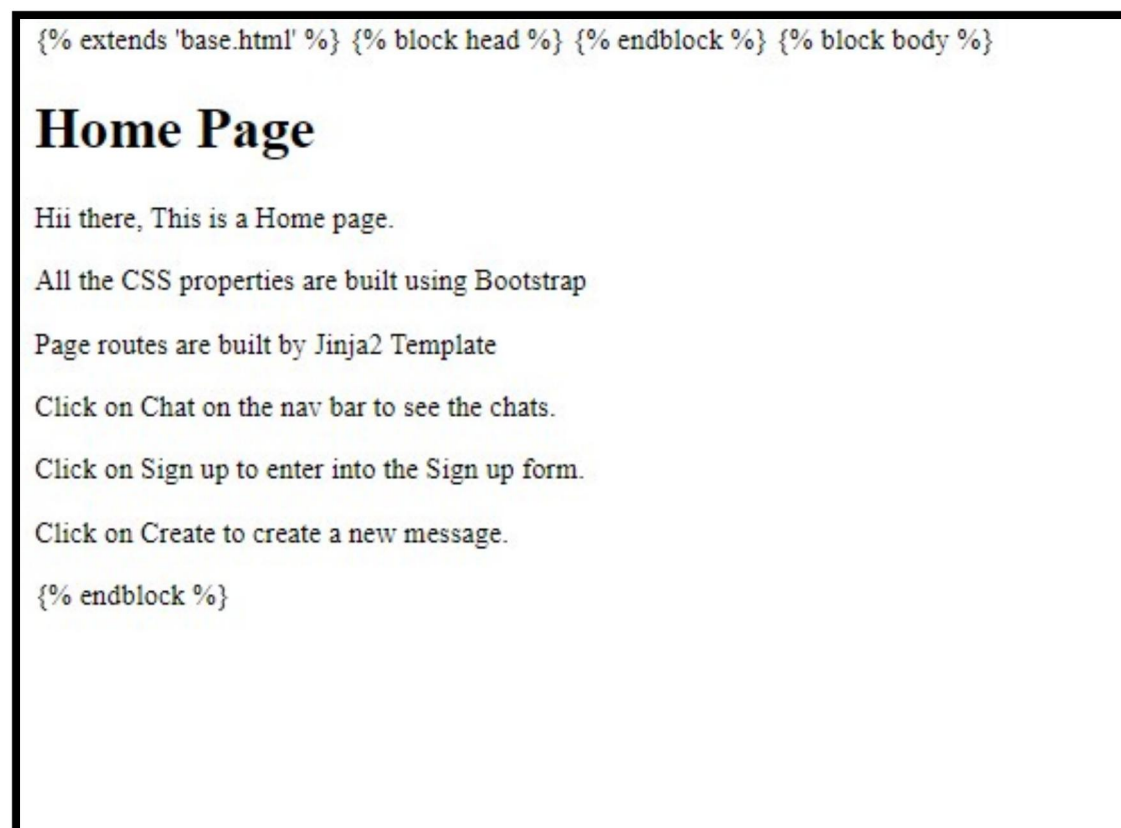 {% extends 'base.html' %} {% block head %} {% endblock %} {% block body %}
Home Page
Hii there, This is a Home page.
All the CSS properties are built using Bootstrap
Page routes are built by Jinja2 Template
Click on Chat on the nav bar to see the chats.
Click on Sign up to enter into the Sign up form.
Click on Create to create a new message.
{% endblock %}